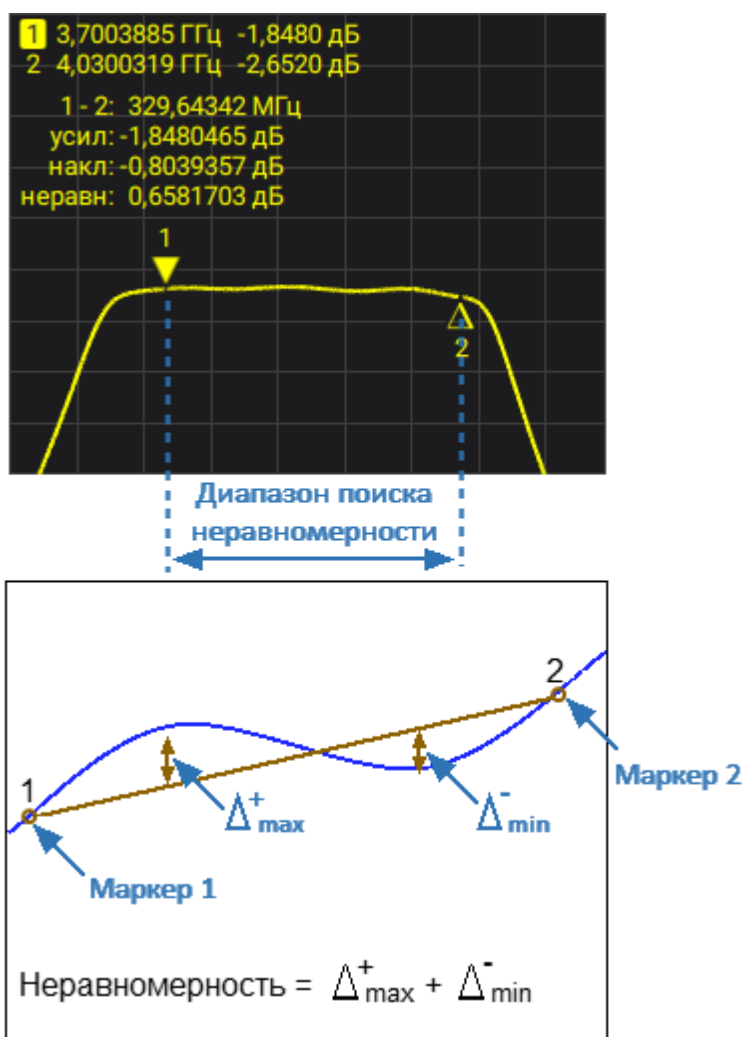 1 3,7003885 ГГц -1,8480 дБ
2 4,0300319 ГГц -2,6520 дБ
1 - 2: 329,64342 МГц
усил: -1,8480465 дБ
накл: -0,8039357 дБ
неравн: 0,6581703 дБ
1
2
Диапазон поиска
неравномерности
2
Маркер 2
1
Δ⁺max
Δ⁻min
Маркер 1
Неравномерность = Δ⁺max + Δ⁻min